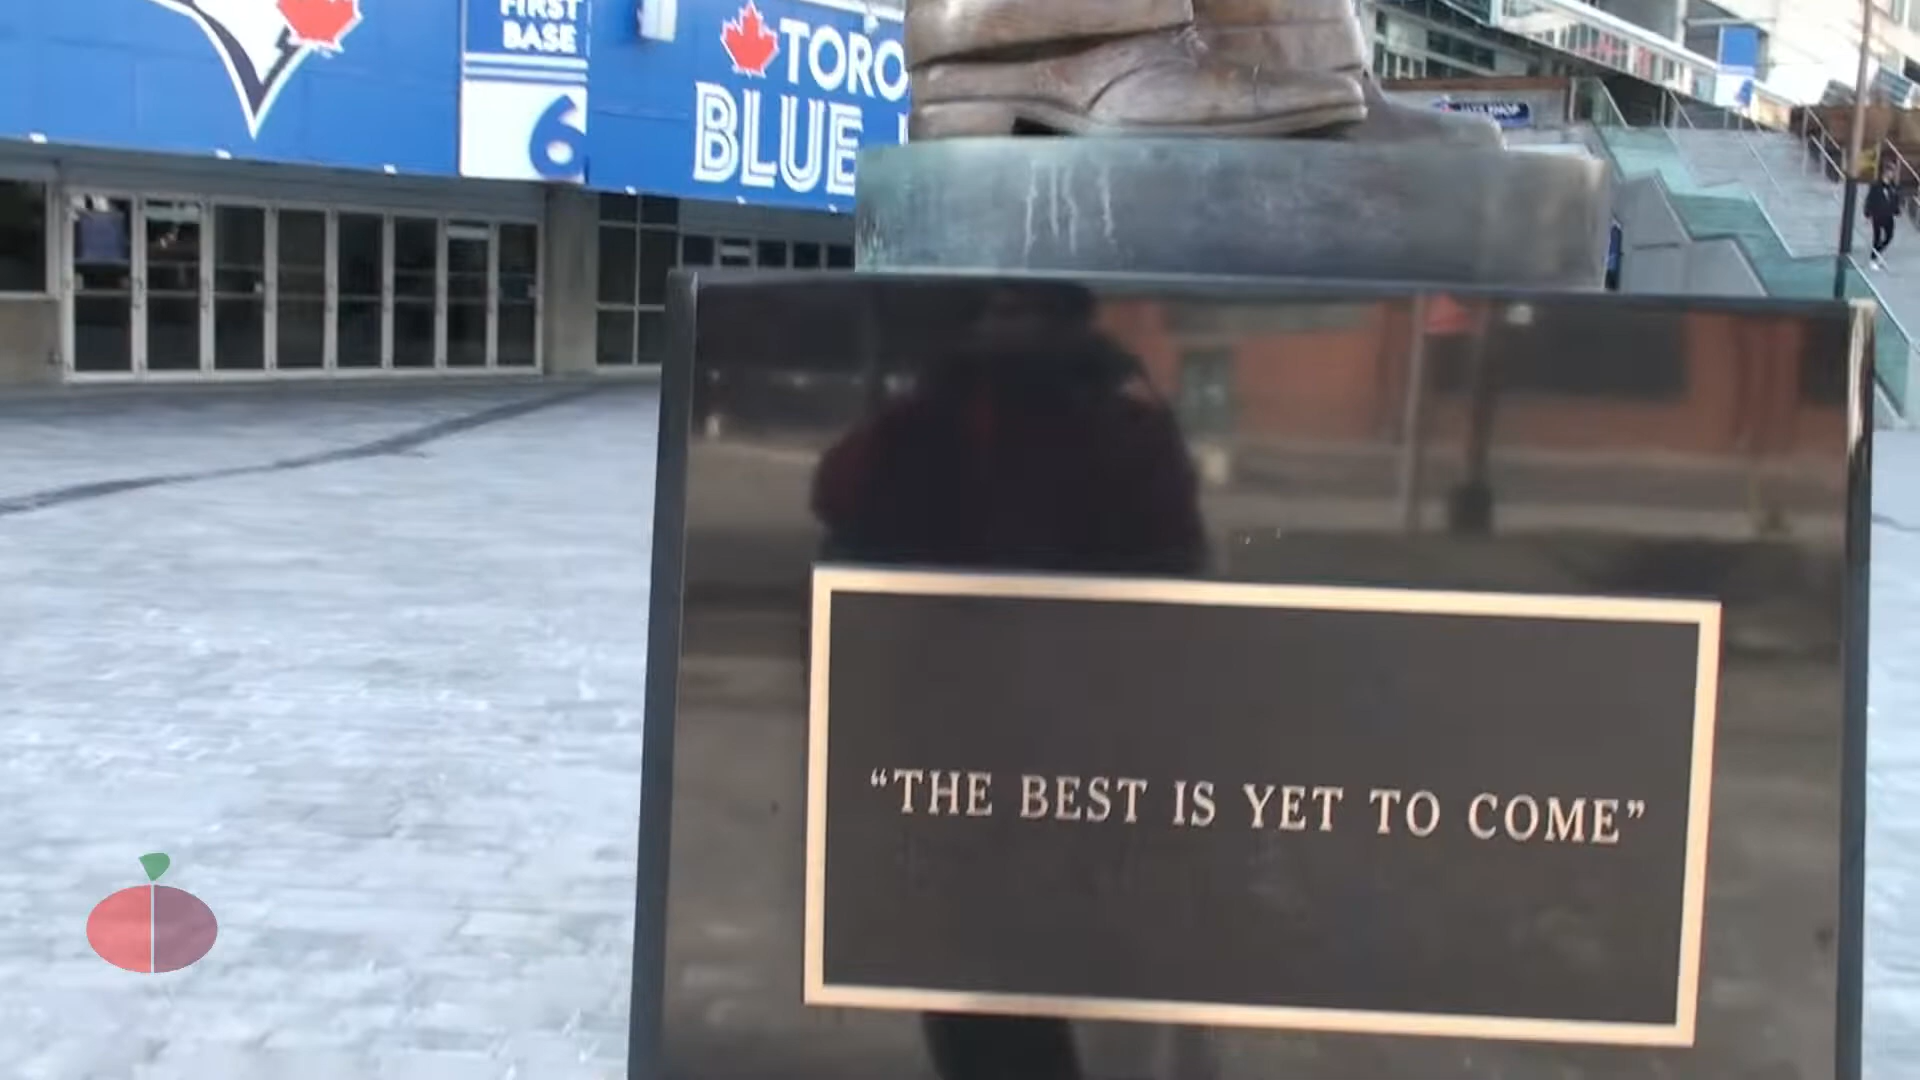 FIRST
BASE
6
TORO
BLUE
“THE BEST IS YET TO COME”